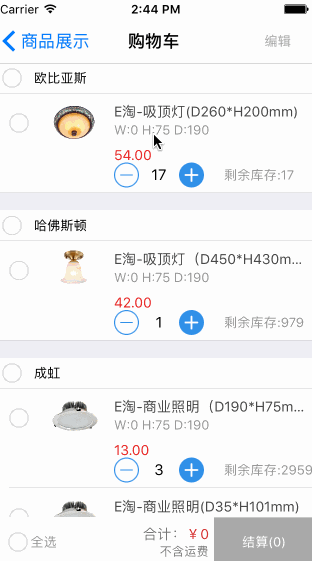 Carrier 2:44 PM
商品展示 购物车 编辑
欧比亚斯
E淘-吸顶灯(D260*H200mm)
W:0 H:75 D:190
54.00
17 剩余库存:17
哈佛斯顿
E淘-吸顶灯（D450*H430m...
W:0 H:75 D:190
42.00
1 剩余库存:979
成虹
E淘-商业照明（D190*H75m...
W:0 H:75 D:190
13.00
3 剩余库存:2959
E淘-商业照明(D35*H101mm)
全选 合计：￥0 结算(0)
不含运费